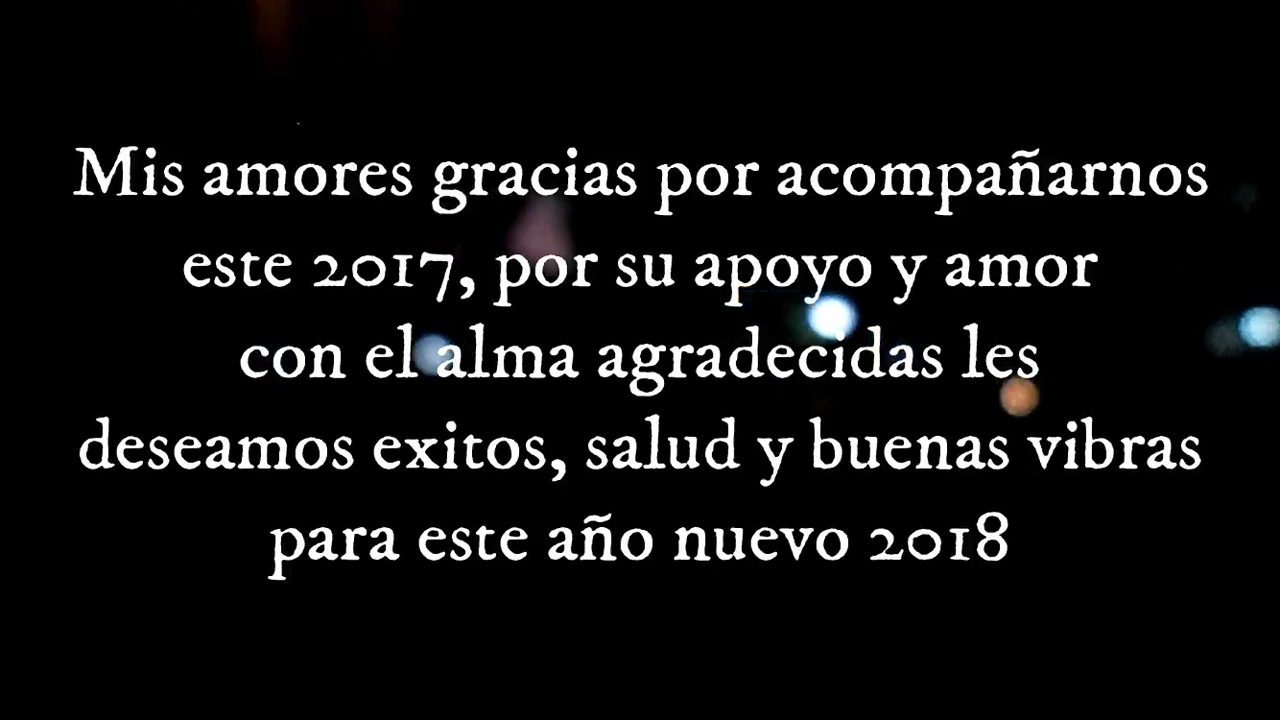 Mis amores gracias por acompañarnos
este 2017, por su apoyo y amor
con el alma agradecidas les
deseamos exitos, salud y buenas vibras
para este año nuevo 2018